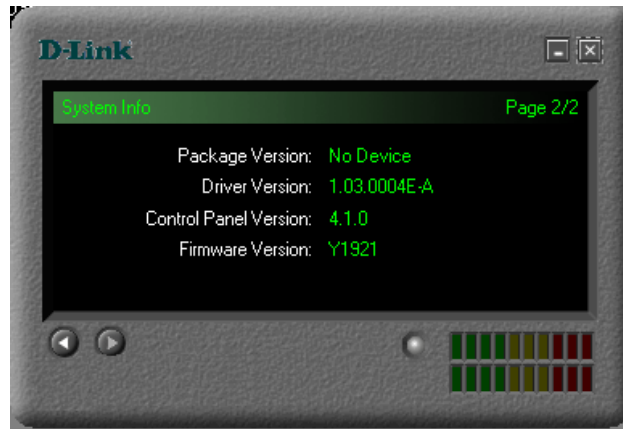 D-Link
System Info Page 2/2
Package Version: No Device
Driver Version: 1.03.0004E-A
Control Panel Version: 4.1.0
Firmware Version: Y1921